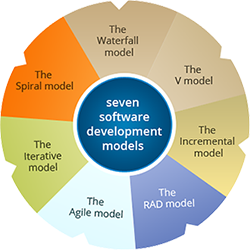 The
Waterfall
model
The
V model
The
Incremental
model
The
RAD model
The
Agile model
The
Iterative
model
The
Spiral model
seven
software
development
models